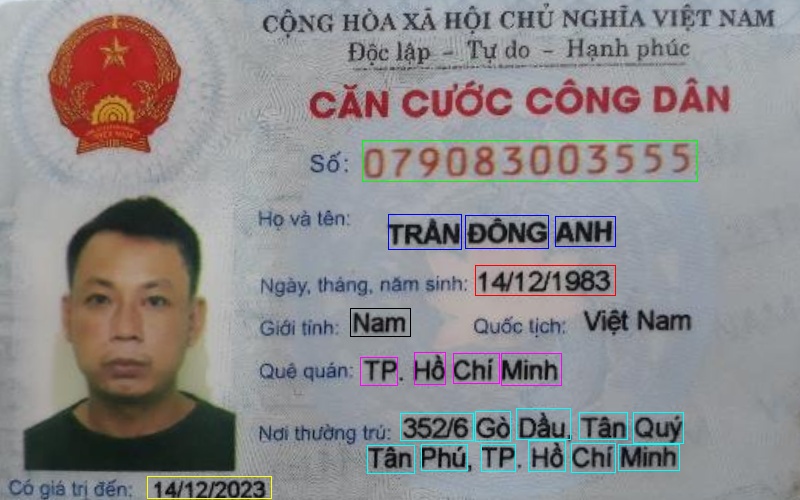 CỘNG HÒA XÃ HỘI CHỦ NGHĨA VIỆT NAM
Độc lập - Tự do - Hạnh phúc
CĂN CƯỚC CÔNG DÂN
Số: 079083003555
Họ và tên:
TRẦN ĐÔNG ANH
Ngày, tháng, năm sinh: 14/12/1983
Giới tính: Nam Quốc tịch: Việt Nam
Quê quán: TP. Hồ Chí Minh
Nơi thường trú: 352/6 Gò Dầu, Tân Quý
Tân Phú, TP. Hồ Chí Minh
Có giá trị đến: 14/12/2023